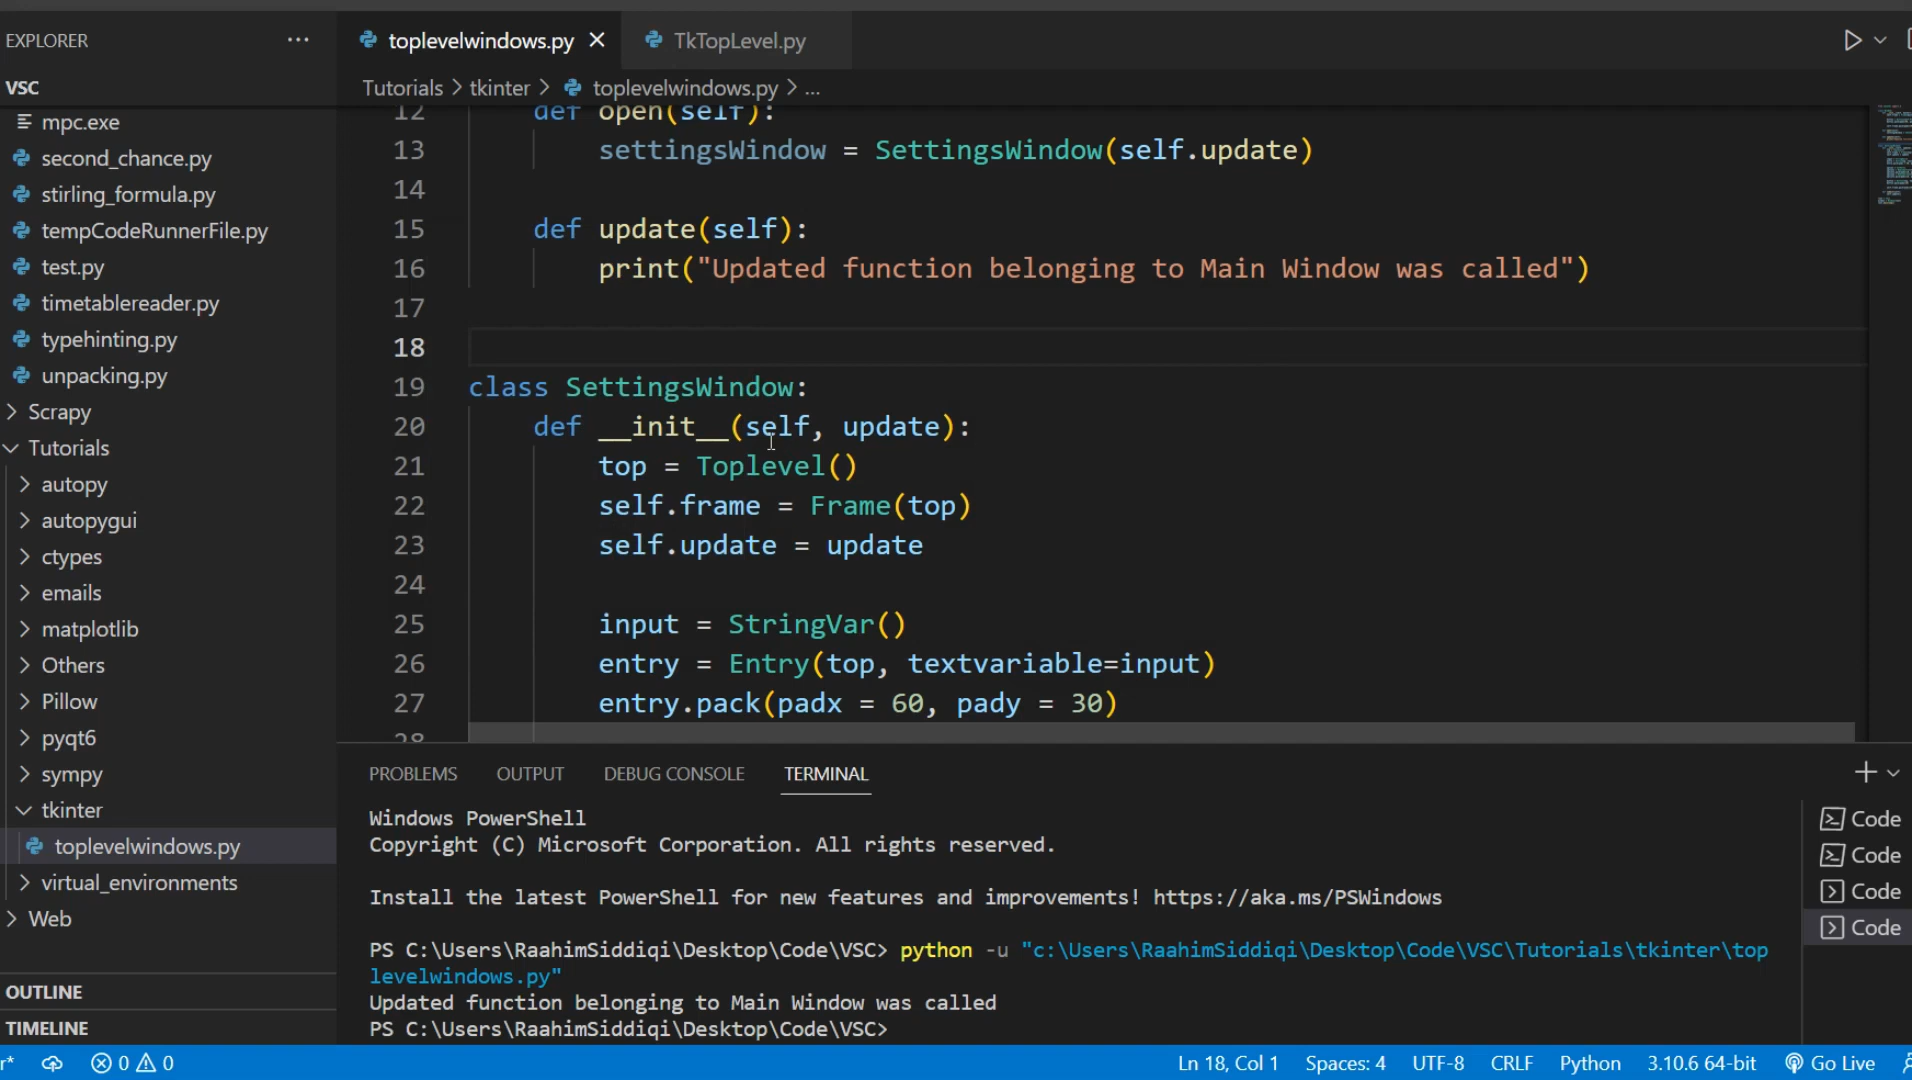 EXPLORER
VSC
mpc.exe
second_chance.py
stirling_formula.py
tempCodeRunnerFile.py
test.py
timetablereader.py
typehinting.py
unpacking.py
Scrapy
Tutorials
autopy
autopygui
ctypes
emails
matplotlib
Others
Pillow
pyqt6
sympy
tkinter
toplevelwindows.py
virtual_environments
Web
OUTLINE
TIMELINE
toplevelwindows.py
TkTopLevel.py
Tutorials > tkinter > toplevelwindows.py > ...
12 def open(self):
13 settingsWindow = SettingsWindow(self.update)
14
15 def update(self):
16 print("Updated function belonging to Main Window was called")
17
18
19 class SettingsWindow:
20 def __init__(self, update):
21 top = Toplevel()
22 self.frame = Frame(top)
23 self.update = update
24
25 input = StringVar()
26 entry = Entry(top, textvariable=input)
27 entry.pack(padx = 60, pady = 30)
28
PROBLEMS OUTPUT DEBUG CONSOLE TERMINAL
Windows PowerShell
Copyright (C) Microsoft Corporation. All rights reserved.
Install the latest PowerShell for new features and improvements! https://aka.ms/PSWindows
PS C:\Users\RaahimSiddiqi\Desktop\Code\VSC> python -u "c:\Users\RaahimSiddiqi\Desktop\Code\VSC\Tutorials\tkinter\top
levelwindows.py"
Updated function belonging to Main Window was called
PS C:\Users\RaahimSiddiqi\Desktop\Code\VSC>
Code
Code
Code
Code
r* 0 0 Ln 18, Col 1 Spaces: 4 UTF-8 CRLF Python 3.10.6 64-bit Go Live